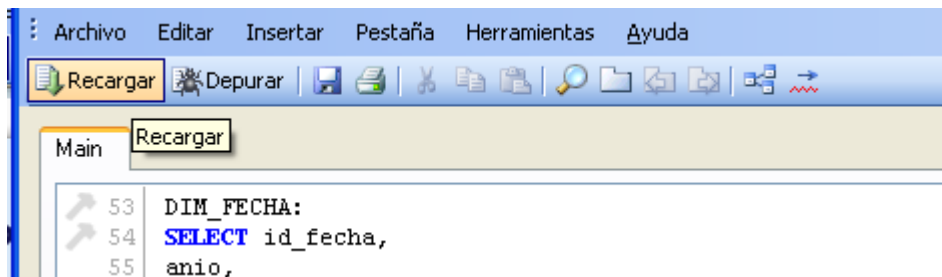 Archivo Editar Insertar Pestaña Herramientas Ayuda
Recargar Depurar
Recargar
Main
53 DIM_FECHA:
54 SELECT id_fecha,
55 anio,